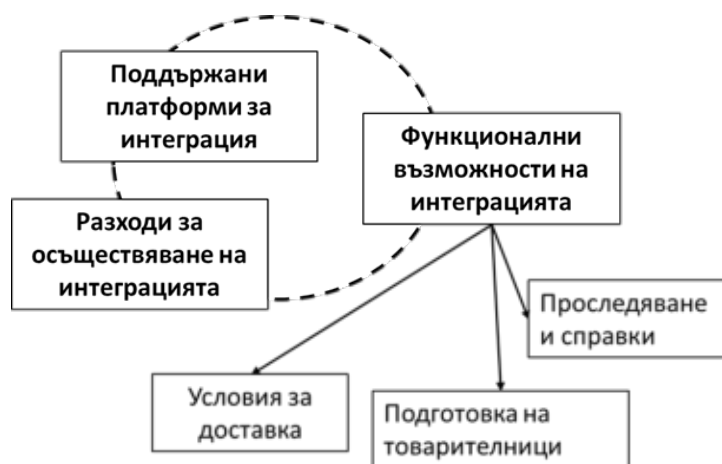 Поддържани
платформи за
интеграция
Функционални
възможности на
интеграцията
Разходи за
осъществяване на
интеграцията
Проследяване
и справки
Условия за
доставка
Подготовка на
товарителници